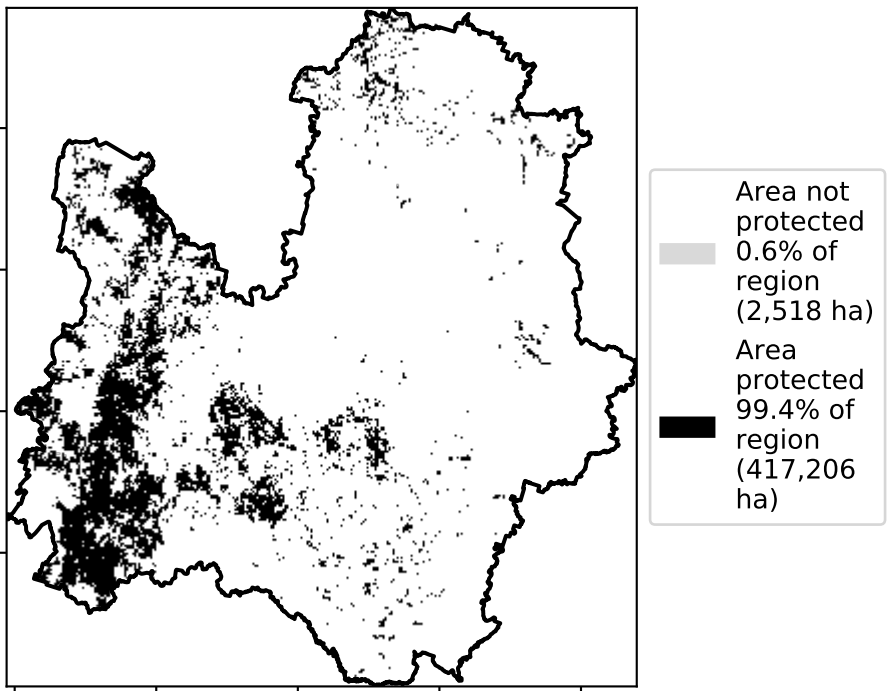 Area not
protected
0.6% of
region
(2,518 ha)
Area
protected
99.4% of
region
(417,206
ha)